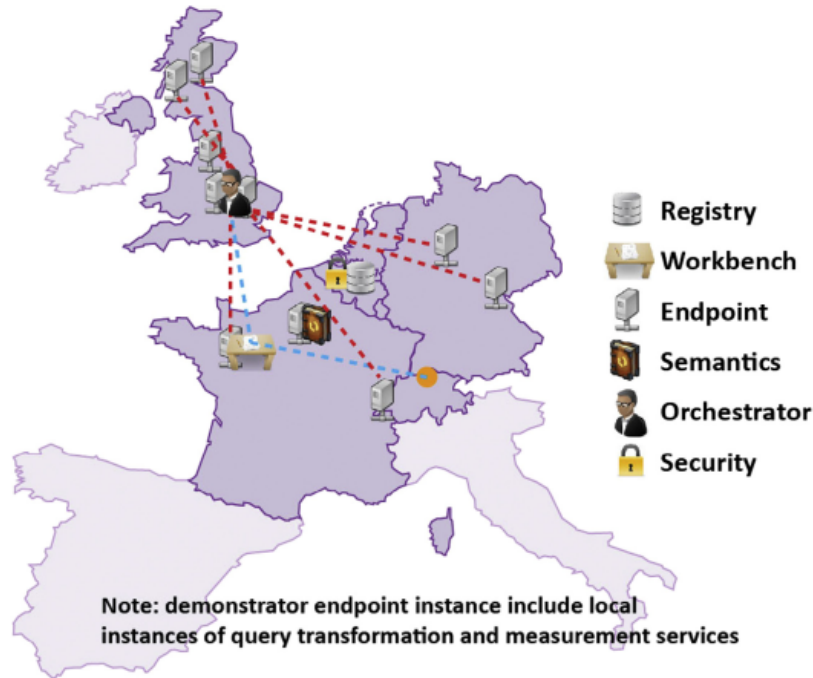 Registry
Workbench
Endpoint
Semantics
Orchestrator
Security
Note: demonstrator endpoint instance include local
instances of query transformation and measurement services